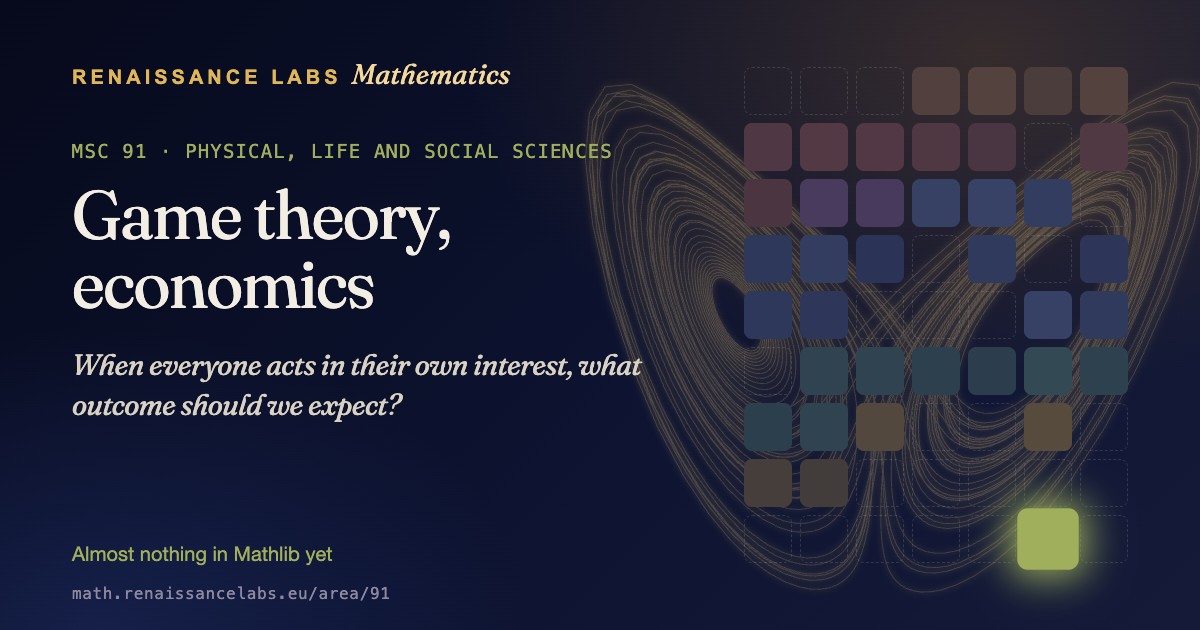 RENAISSANCE LABS Mathematics
MSC 91 · PHYSICAL, LIFE AND SOCIAL SCIENCES
Game theory,
economics
When everyone acts in their own interest, what
outcome should we expect?
Almost nothing in Mathlib yet
math.renaissancelabs.eu/area/91